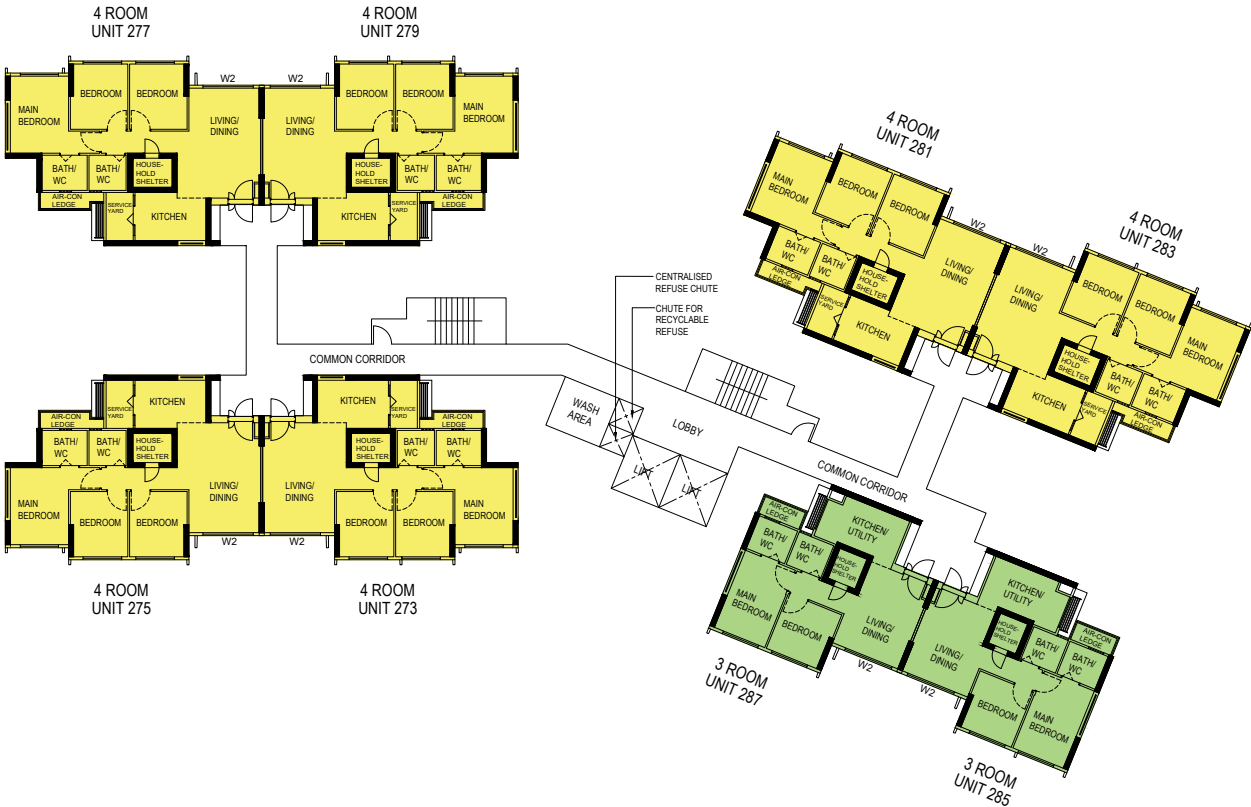 4 ROOM
UNIT 277
4 ROOM
UNIT 279
W2
W2
MAIN
BEDROOM
BEDROOM
BEDROOM
LIVING/
DINING
BATH/
WC
BATH/
WC
HOUSE-
HOLD
SHELTER
AIR-CON
LEDGE
SERVICE
YARD
KITCHEN
LIVING/
DINING
BEDROOM
BEDROOM
MAIN
BEDROOM
HOUSE-
HOLD
SHELTER
BATH/
WC
BATH/
WC
KITCHEN
SERVICE
YARD
AIR-CON
LEDGE
4 ROOM
UNIT 281
4 ROOM
UNIT 283
W2
W2
MAIN
BEDROOM
BEDROOM
BEDROOM
LIVING/
DINING
BATH/
WC
BATH/
WC
HOUSE-
HOLD
SHELTER
AIR-CON
LEDGE
SERVICE
YARD
KITCHEN
LIVING/
DINING
BEDROOM
BEDROOM
MAIN
BEDROOM
HOUSE-
HOLD
SHELTER
BATH/
WC
BATH/
WC
KITCHEN
SERVICE
YARD
AIR-CON
LEDGE
CENTRALISED
REFUSE CHUTE
CHUTE FOR
RECYCLABLE
REFUSE
COMMON CORRIDOR
WASH
AREA
LOBBY
LIFT
LIFT
COMMON CORRIDOR
AIR-CON
LEDGE
SERVICE
YARD
KITCHEN
BATH/
WC
BATH/
WC
HOUSE-
HOLD
SHELTER
MAIN
BEDROOM
BEDROOM
BEDROOM
LIVING/
DINING
W2
KITCHEN
SERVICE
YARD
AIR-CON
LEDGE
HOUSE-
HOLD
SHELTER
BATH/
WC
BATH/
WC
LIVING/
DINING
BEDROOM
BEDROOM
MAIN
BEDROOM
W2
4 ROOM
UNIT 275
4 ROOM
UNIT 273
AIR-CON
LEDGE
KITCHEN/
UTILITY
BATH/
WC
BATH/
WC
HOUSE-
HOLD
SHELTER
MAIN
BEDROOM
BEDROOM
LIVING/
DINING
W2
3 ROOM
UNIT 287
KITCHEN/
UTILITY
AIR-CON
LEDGE
HOUSE-
HOLD
SHELTER
BATH/
WC
BATH/
WC
LIVING/
DINING
BEDROOM
MAIN
BEDROOM
W2
3 ROOM
UNIT 285